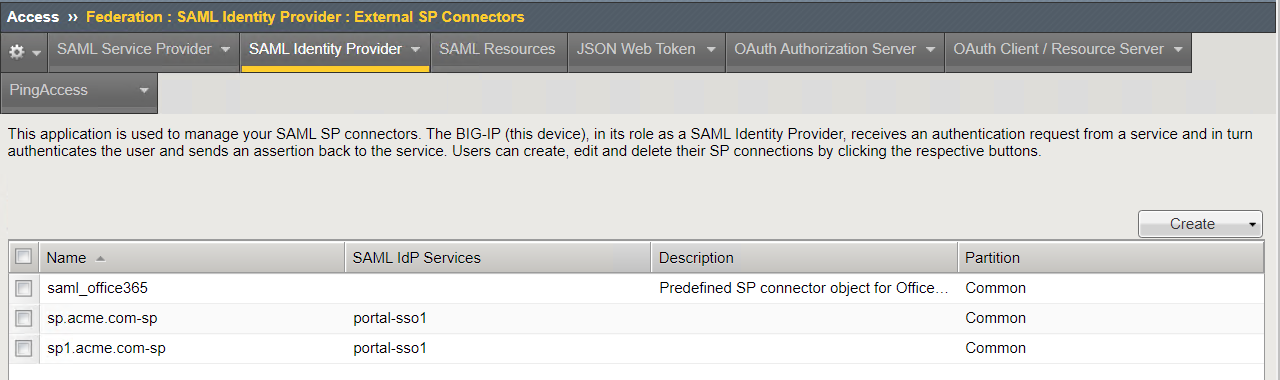 Access ›› Federation : SAML Identity Provider : External SP Connectors
SAML Service Provider SAML Identity Provider SAML Resources JSON Web Token OAuth Authorization Server OAuth Client / Resource Server
PingAccess
This application is used to manage your SAML SP connectors. The BIG-IP (this device), in its role as a SAML Identity Provider, receives an authentication request from a service and in turn
authenticates the user and sends an assertion back to the service. Users can create, edit and delete their SP connections by clicking the respective buttons.
Create
Name SAML IdP Services Description Partition
saml_office365 Predefined SP connector object for Office… Common
sp.acme.com-sp portal-sso1 Common
sp1.acme.com-sp portal-sso1 Common